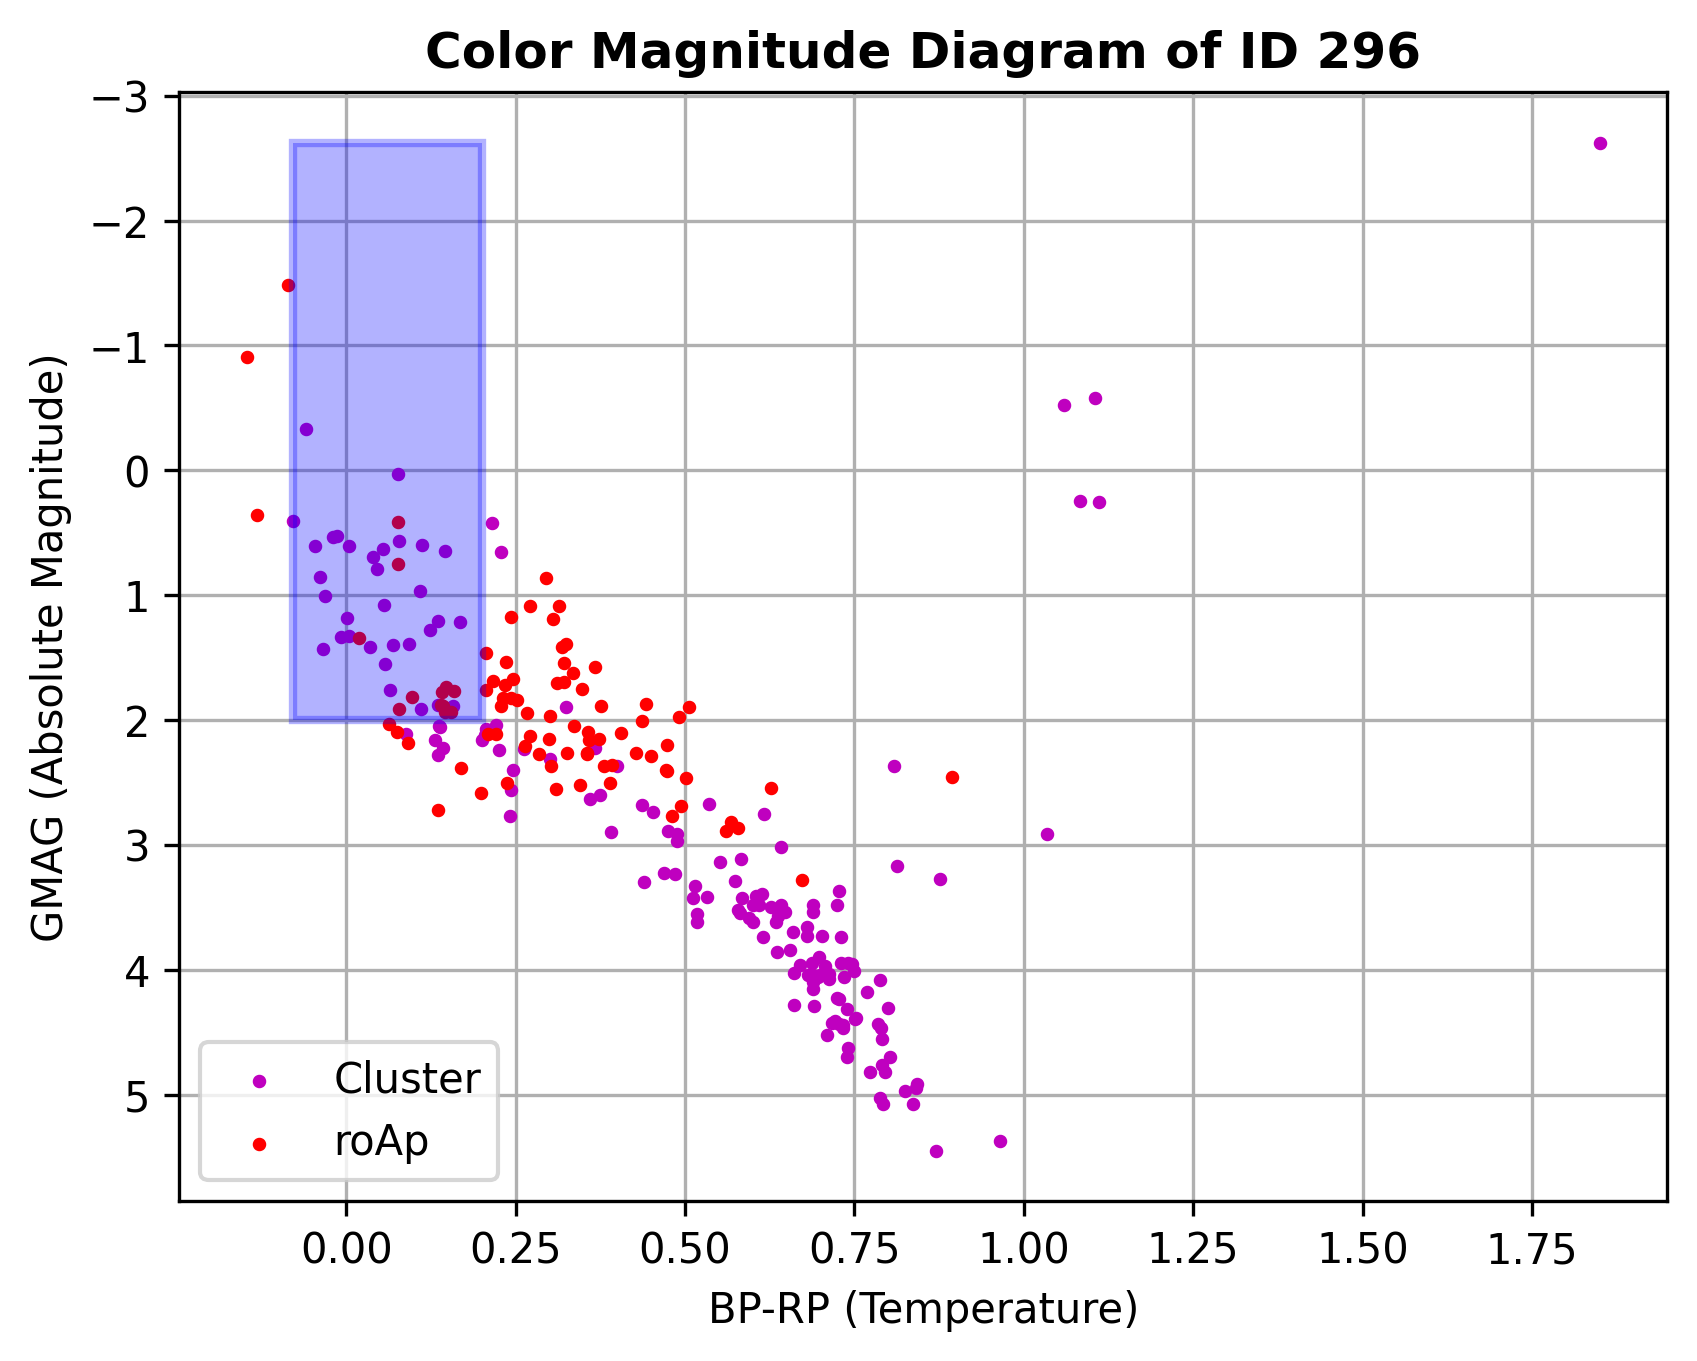 Color Magnitude Diagram of ID 296
GMAG (Absolute Magnitude)
−3
−2
−1
0
1
2
3
4
5
Cluster
roAp
0.00 0.25 0.50 0.75 1.00 1.25 1.50 1.75
BP-RP (Temperature)